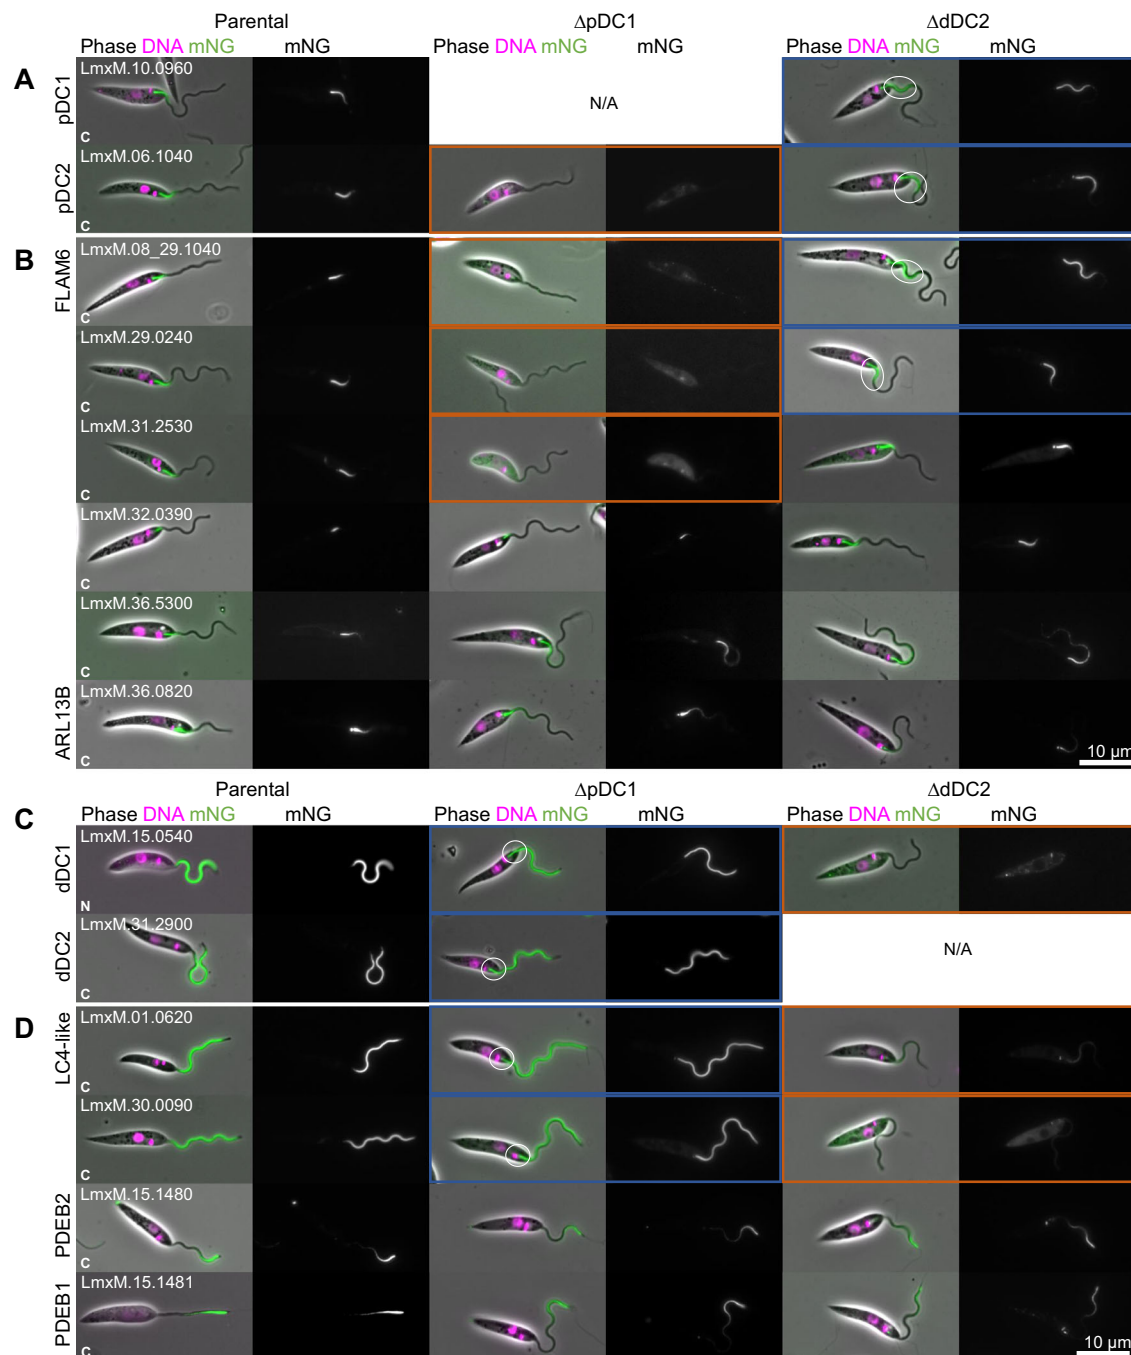 Parental ΔpDC1 ΔdDC2
Phase DNA mNG mNG Phase DNA mNG mNG Phase DNA mNG mNG
A
pDC1
LmxM.10.0960
C
N/A
pDC2
LmxM.06.1040
C
B
FLAM6
LmxM.08_29.1040
C
LmxM.29.0240
C
LmxM.31.2530
C
LmxM.32.0390
C
LmxM.36.5300
C
ARL13B
LmxM.36.0820
C
10 μm
Parental ΔpDC1 ΔdDC2
Phase DNA mNG mNG Phase DNA mNG mNG Phase DNA mNG mNG
C
dDC1
LmxM.15.0540
N
dDC2
LmxM.31.2900
C
N/A
D
LC4-like
LmxM.01.0620
C
LmxM.30.0090
C
PDEB2
LmxM.15.1480
C
PDEB1
LmxM.15.1481
C
10 μm